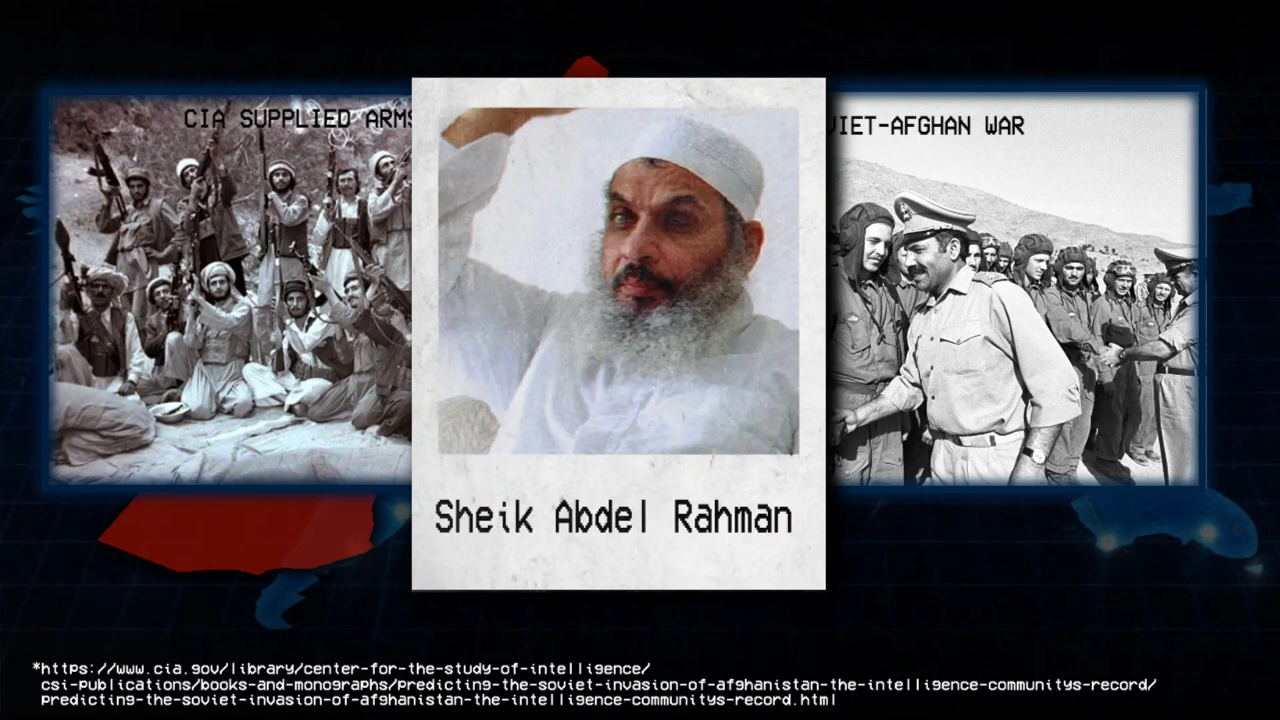 CIA SUPPLIED ARMS
VIET-AFGHAN WAR
Sheik Abdel Rahman
*https://www.cia.gov/library/center-for-the-study-of-intelligence/
csi-publications/books-and-monographs/predicting-the-soviet-invasion-of-afghanistan-the-intelligence-communitys-record/
predicting-the-soviet-invasion-of-afghanistan-the-intelligence-communitys-record.html